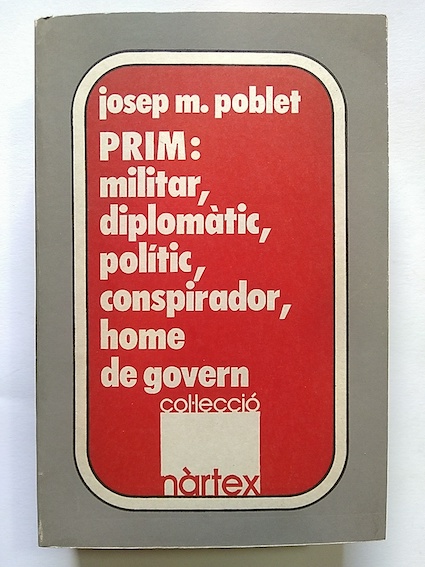 josep m. poblet
PRIM:
militar,
diplomàtic,
polític,
conspirador,
home
de govern
col·lecció
nàrtex